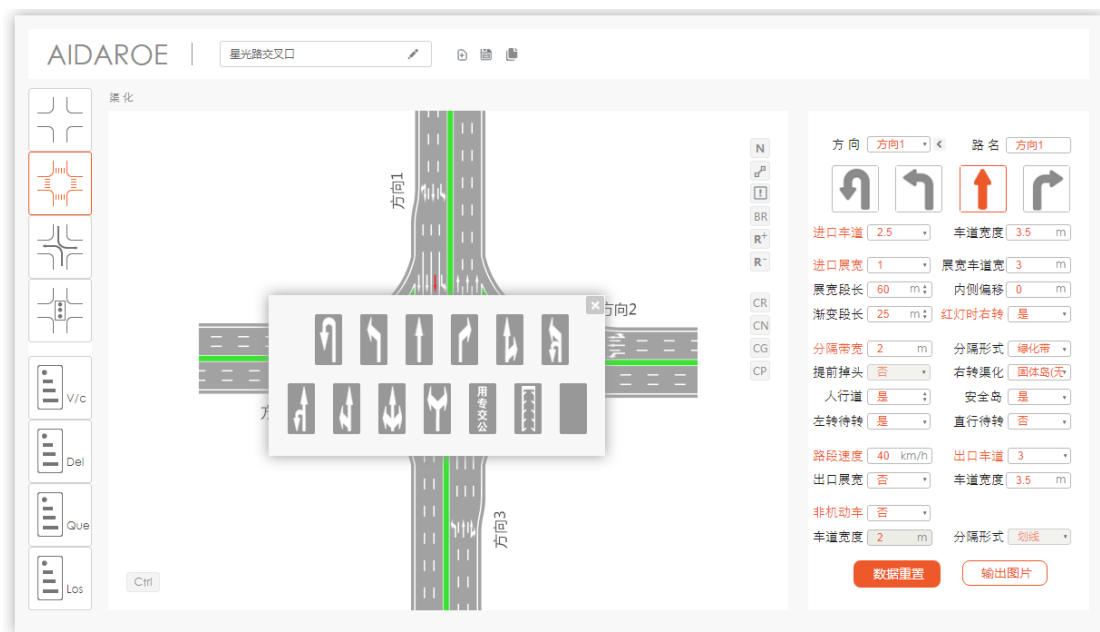 AIDAROE
星光路交叉口
渠化
N
方向1
BR
R+
R-
方向2
CR
CN
CG
CP
用专交公
方向3
Ctrl
V/c
Del
Que
Los
方向 方向1 路名 方向1
进口车道 2.5 车道宽度 3.5 m
进口展宽 1 展宽车道宽 3 m
展宽段长 60 m 内侧偏移 0 m
渐变段长 25 m 红灯时右转 是
分隔带宽 2 m 分隔形式 绿化带
提前掉头 否 右转渠化 固体岛(无
人行道 是 安全岛 是
左转待转 是 直行待转 否
路段速度 40 km/h 出口车道 3
出口展宽 否 车道宽度 3.5 m
非机动车 否
车道宽度 2 m 分隔形式 划线
数据重置 输出图片